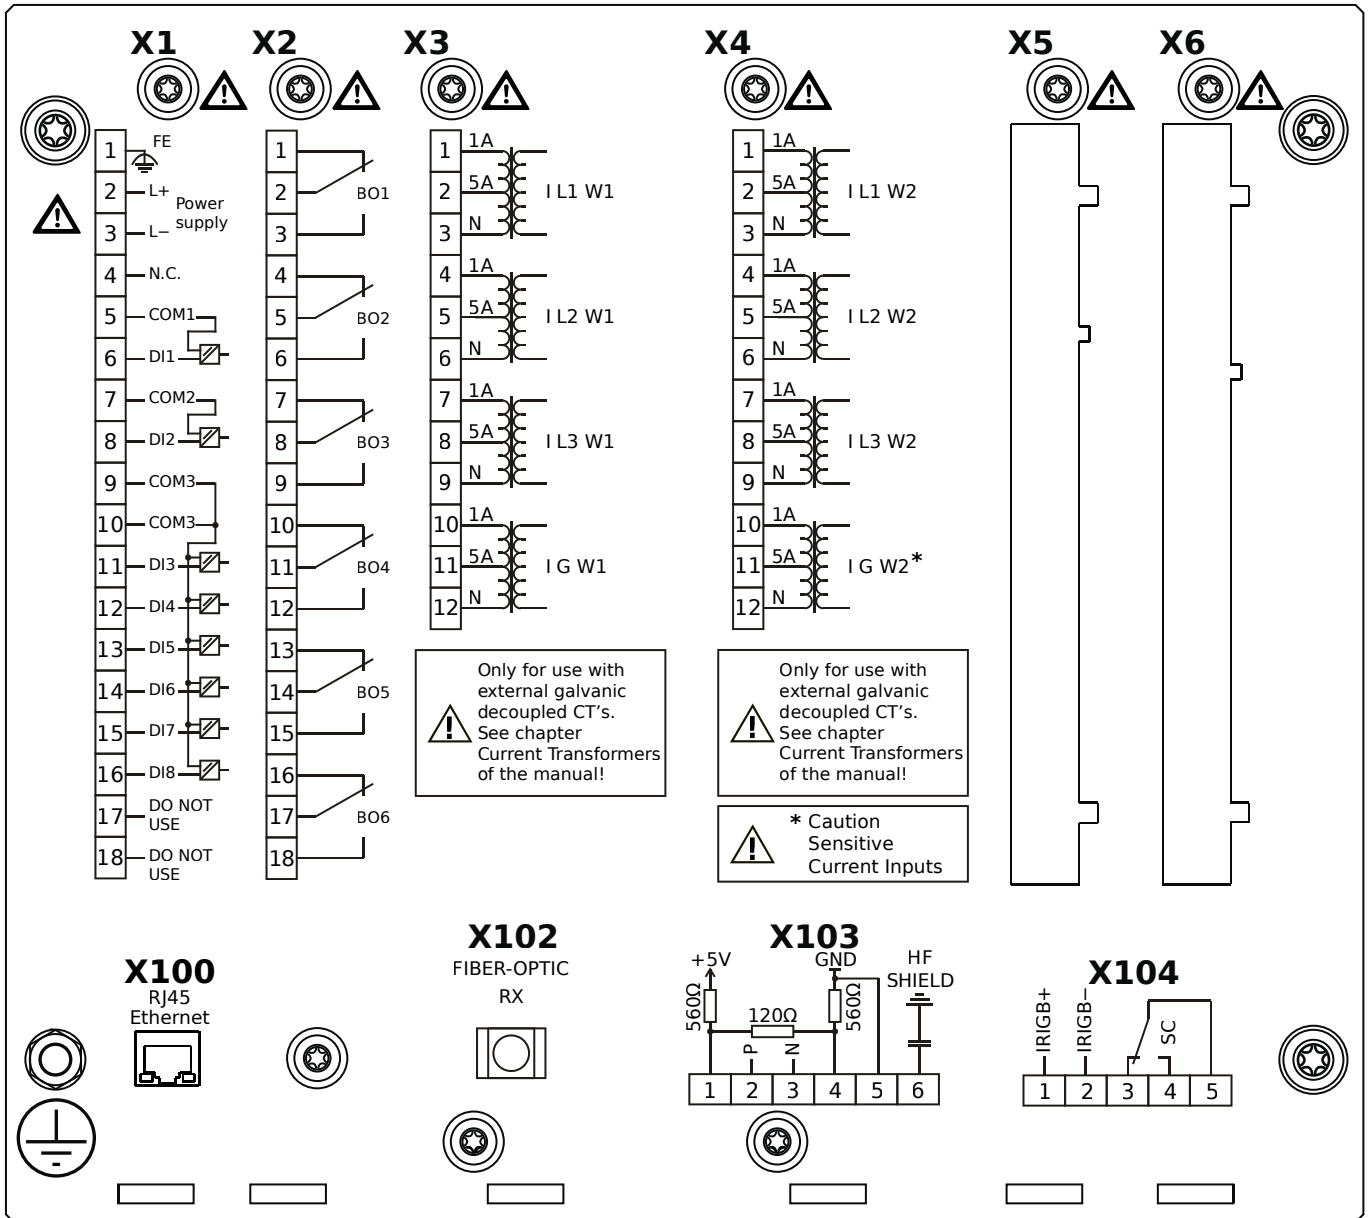 X1
X2
X3
X4
X5
X6
1 FE
2 L+
Power
supply
3 L−
4 N.C.
5 COM1
6 DI1
7 COM2
8 DI2
9 COM3
10 COM3
11 DI3
12 DI4
13 DI5
14 DI6
15 DI7
16 DI8
17 DO NOT
USE
18 DO NOT
USE
1
2 BO1
3
4
5 BO2
6
7
8 BO3
9
10
11 BO4
12
13
14 BO5
15
16
17 BO6
18
1 1A
2 5A I L1 W1
3 N
4 1A
5 5A I L2 W1
6 N
7 1A
8 5A I L3 W1
9 N
10 1A
11 5A I G W1
12 N
Only for use with
external galvanic
decoupled CT's.
See chapter
Current Transformers
of the manual!
1 1A
2 5A I L1 W2
3 N
4 1A
5 5A I L2 W2
6 N
7 1A
8 5A I L3 W2
9 N
10 1A
11 5A I G W2*
12 N
Only for use with
external galvanic
decoupled CT's.
See chapter
Current Transformers
of the manual!
* Caution
Sensitive
Current Inputs
X100
RJ45
Ethernet
X102
FIBER-OPTIC
RX
X103
+5V
GND
HF
SHIELD
560Ω
120Ω
560Ω
P
N
1 2 3 4 5 6
X104
IRIGB+
IRIGB−
SC
1 2 3 4 5